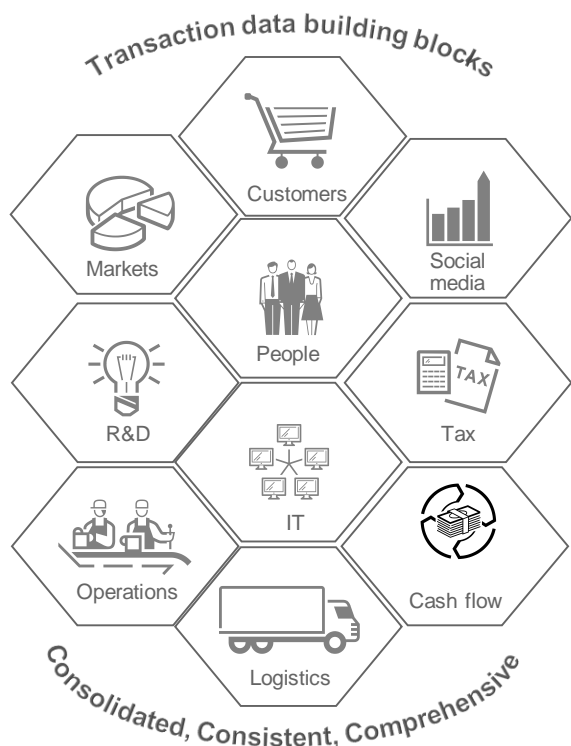 Transaction data building blocks
Customers
Markets
Social
media
People
R&D
TAX
Tax
IT
Operations
Cash flow
Logistics
Consolidated, Consistent, Comprehensive